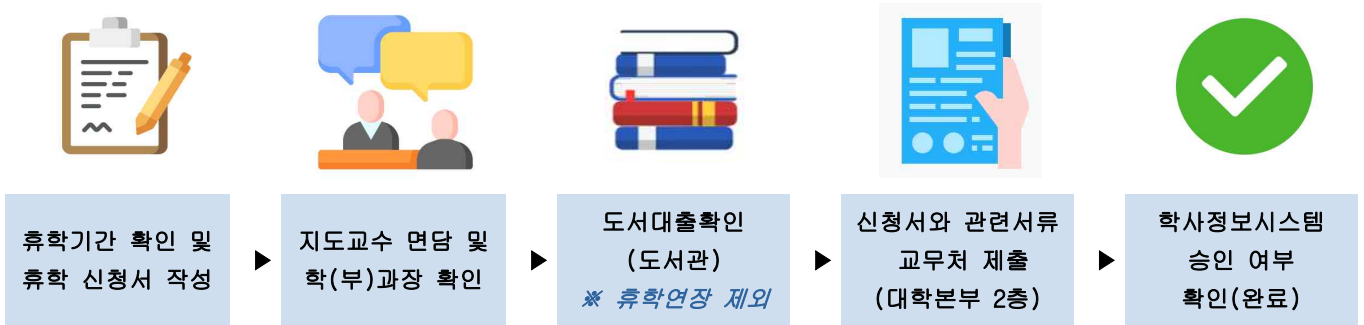 휴학기간 확인 및
휴학 신청서 작성
지도교수 면담 및
학(부)과장 확인
도서대출확인
(도서관)
※ 휴학연장 제외
신청서와 관련서류
교무처 제출
(대학본부 2층)
학사정보시스템
승인 여부
확인(완료)